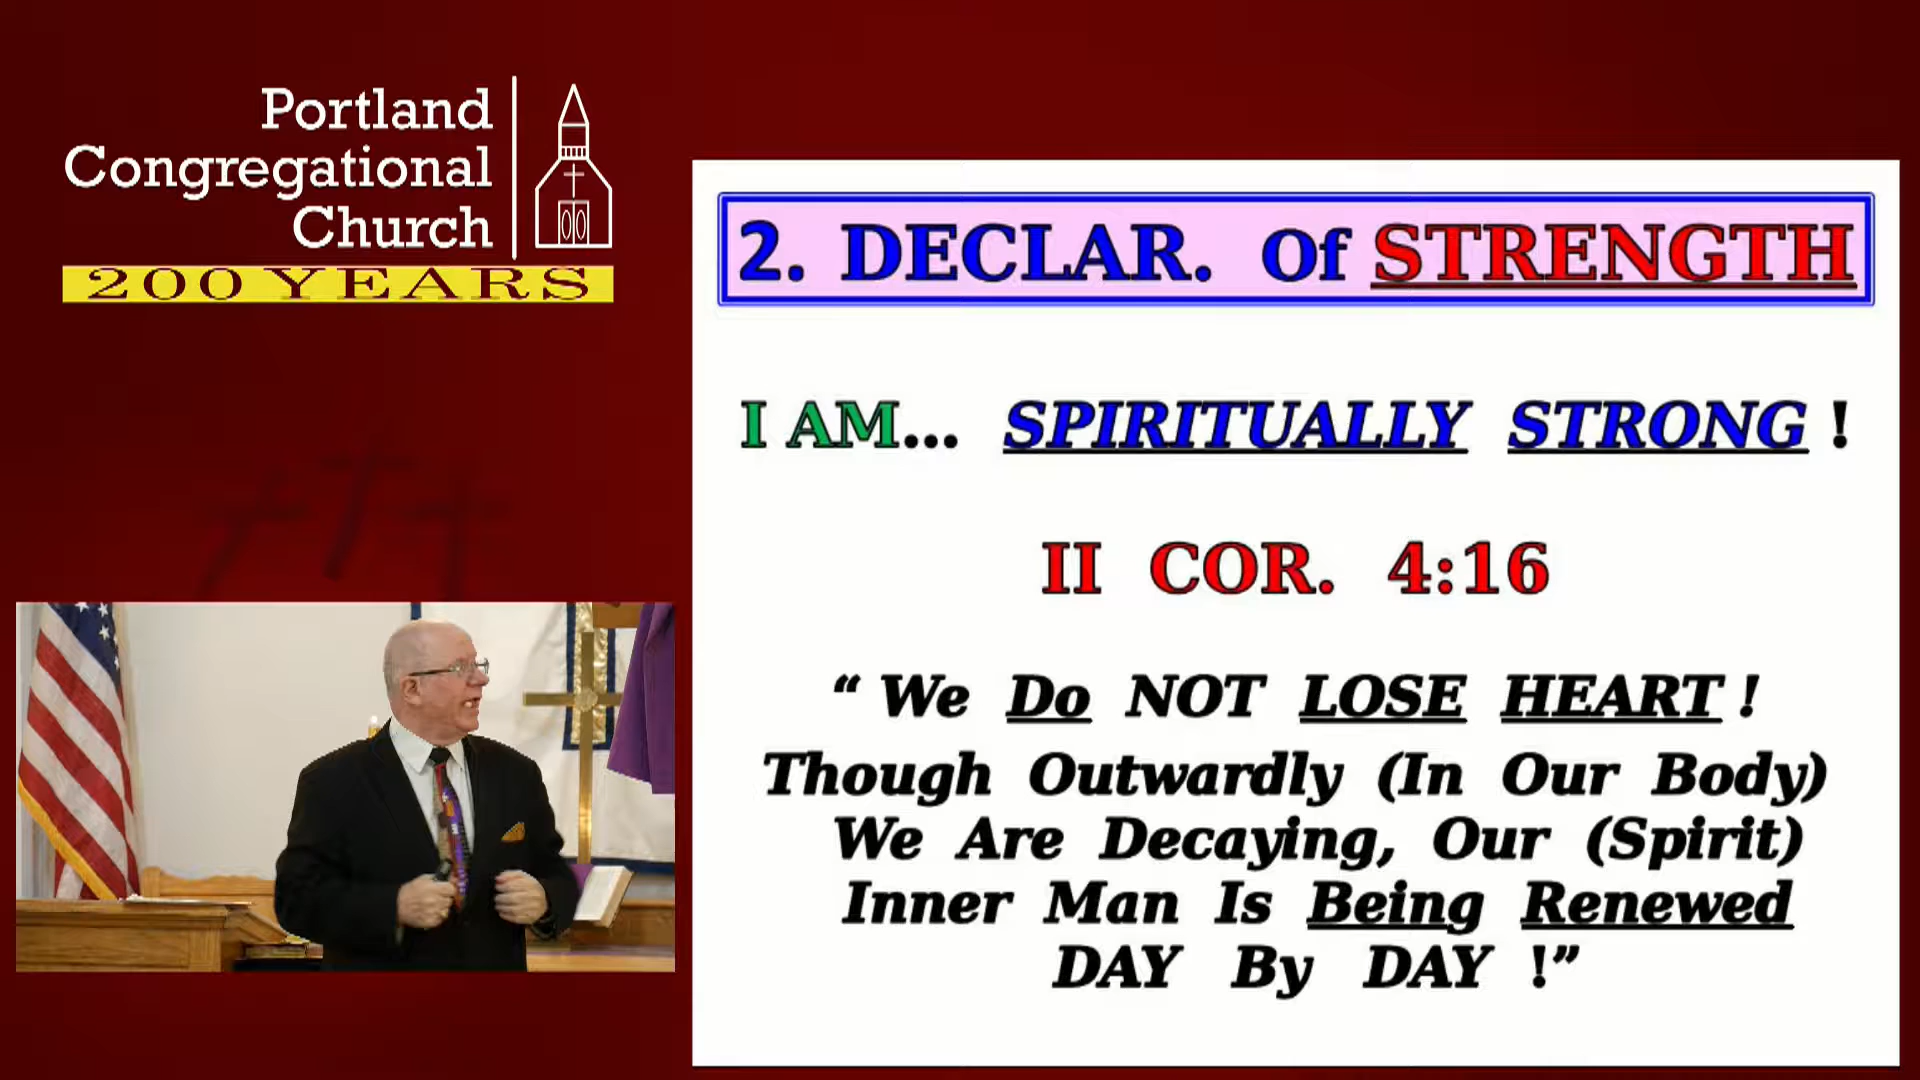 Portland
Congregational
Church
200 YEARS
2. DECLAR. Of STRENGTH
I AM... SPIRITUALLY STRONG !
II COR. 4:16
“ We Do NOT LOSE HEART !
Though Outwardly (In Our Body)
We Are Decaying, Our (Spirit)
Inner Man Is Being Renewed
DAY By DAY !”